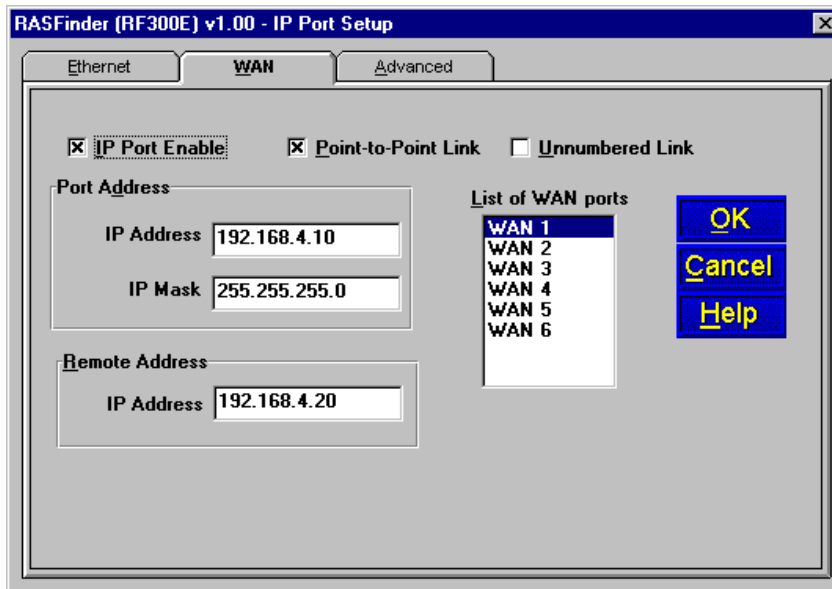 RASFinder (RF300E) v1.00 - IP Port Setup
Ethernet
WAN
Advanced
IP Port Enable
Point-to-Point Link
Unnumbered Link
Port Address
IP Address 192.168.4.10
IP Mask 255.255.255.0
Remote Address
IP Address 192.168.4.20
List of WAN ports
WAN 1
WAN 2
WAN 3
WAN 4
WAN 5
WAN 6
OK
Cancel
Help